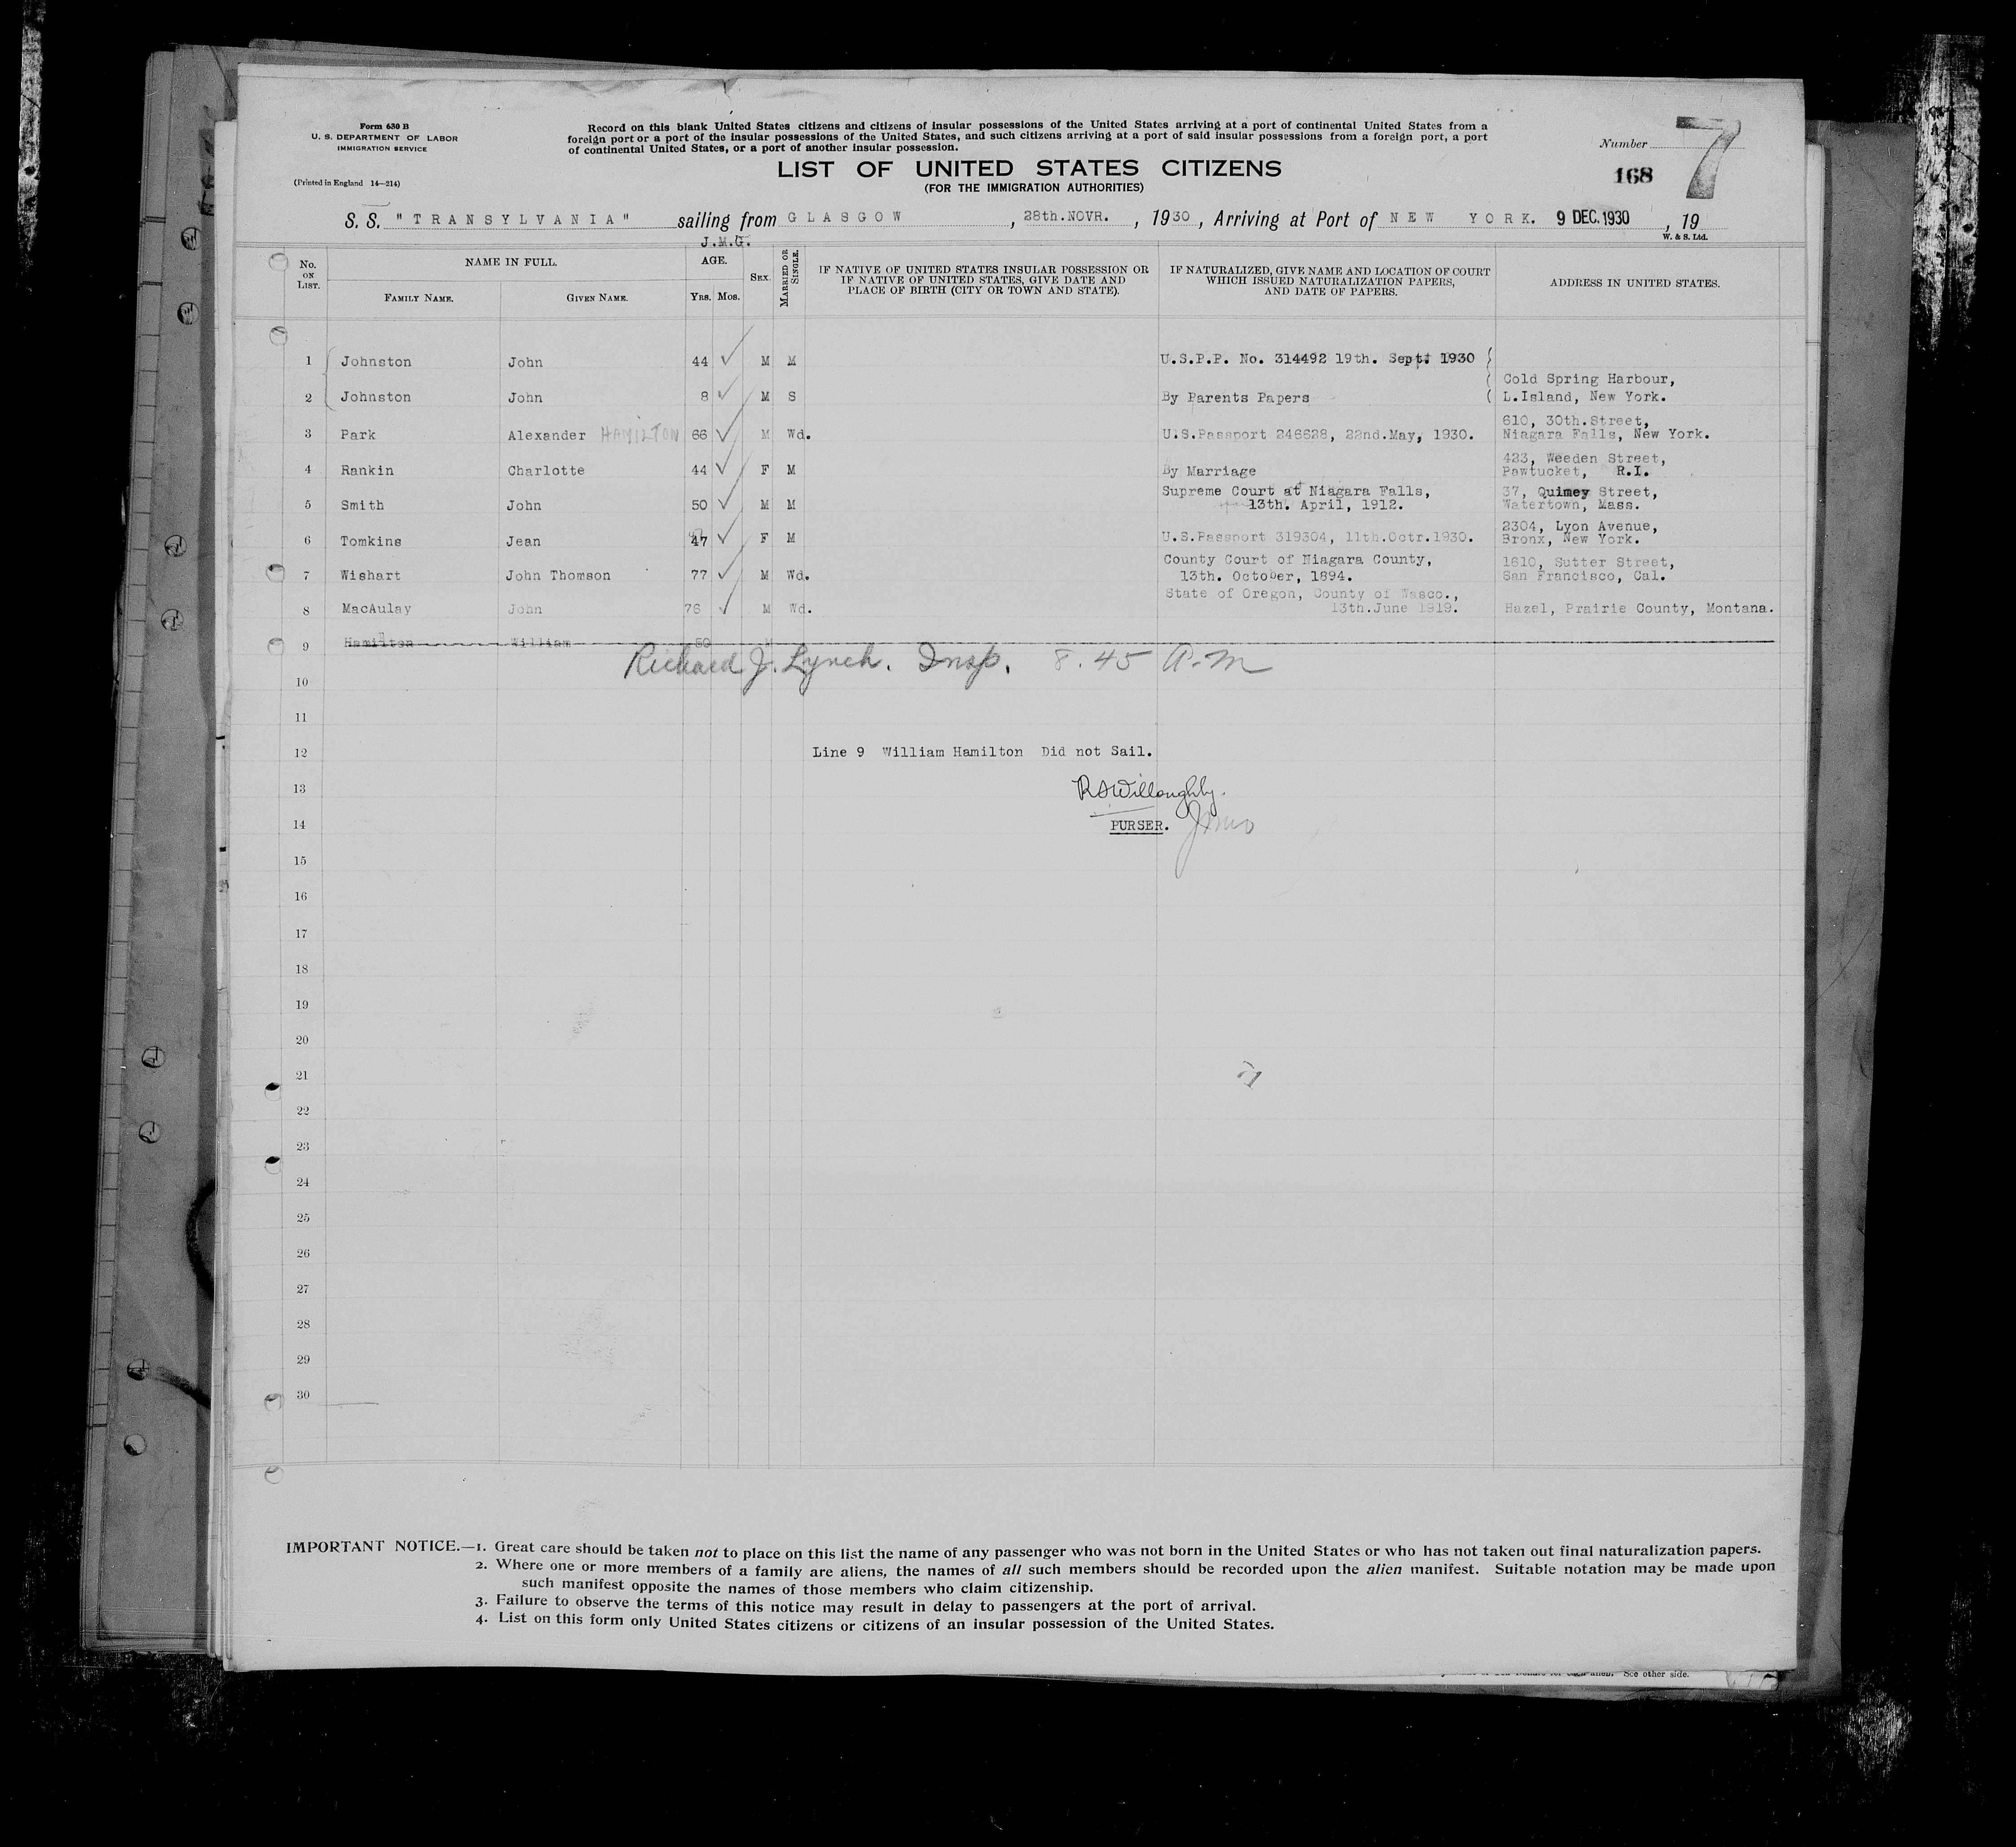 Form 630 B
U. S. DEPARTMENT OF LABOR
IMMIGRATION SERVICE
(Printed in England 14—214)
Record on this blank United States citizens and citizens of insular possessions of the United States arriving at a port of continental United States from a
foreign port or a port of the insular possessions of the United States, and such citizens arriving at a port of said insular possessions from a foreign port, a port
of continental United States, or a port of another insular possession.
LIST OF UNITED STATES CITIZENS
(FOR THE IMMIGRATION AUTHORITIES)
Number 7
168
S. S. "TRANSYLVANIA" sailing from GLASGOW, 28th.NOVR., 1930, Arriving at Port of NEW YORK. 9 DEC. 1930, 19
W. & S. Ltd.
J.M.G.
No. ON LIST.
NAME IN FULL.
FAMILY NAME. GIVEN NAME.
AGE.
YRS. MOS.
SEX.
MARRIED OR SINGLE.
IF NATIVE OF UNITED STATES INSULAR POSSESSION OR
IF NATIVE OF UNITED STATES, GIVE DATE AND
PLACE OF BIRTH (CITY OR TOWN AND STATE).
IF NATURALIZED, GIVE NAME AND LOCATION OF COURT
WHICH ISSUED NATURALIZATION PAPERS,
AND DATE OF PAPERS.
ADDRESS IN UNITED STATES.
1 Johnston John 44 ✓ M M U.S.P.P. No. 314492 19th. Sept. 1930
2 Johnston John 8 ✓ M S By Parents Papers Cold Spring Harbour,
L.Island, New York.
3 Park Alexander HAMILTON 66 ✓ M Wd. U.S.Passport 246628, 22nd.May, 1930. 610, 30th.Street,
Niagara Falls, New York.
4 Rankin Charlotte 44 ✓ F M By Marriage 423, Weeden Street,
Pawtucket, R.I.
5 Smith John 50 ✓ M M Supreme Court at Niagara Falls,
13th. April, 1912. 37, Quimey Street,
Watertown, Mass.
6 Tomkins Jean 47 ✓ F M U.S.Passport 319304, 11th.Octr.1930. 2304, Lyon Avenue,
Bronx, New York.
7 Wishart John Thomson 77 ✓ M Wd. County Court of Niagara County,
13th. October, 1894. 1610, Sutter Street,
San Francisco, Cal.
8 MacAulay John 76 ✓ M Wd. State of Oregon, County of Wasco.,
13th.June 1919. Hazel, Prairie County, Montana.
9 Hamilton William 50 M
Richard J. Lynch. Insp. 8.45 A.M
10
11
12 Line 9 William Hamilton Did not Sail.
13 RSWilloughby.
14 PURSER.
15
16
17
18
19
20
21
22
23
24
25
26
27
28
29
30
IMPORTANT NOTICE.—1. Great care should be taken not to place on this list the name of any passenger who was not born in the United States or who has not taken out final naturalization papers.
2. Where one or more members of a family are aliens, the names of all such members should be recorded upon the alien manifest. Suitable notation may be made upon
such manifest opposite the names of those members who claim citizenship.
3. Failure to observe the terms of this notice may result in delay to passengers at the port of arrival.
4. List on this form only United States citizens or citizens of an insular possession of the United States.
See other side.